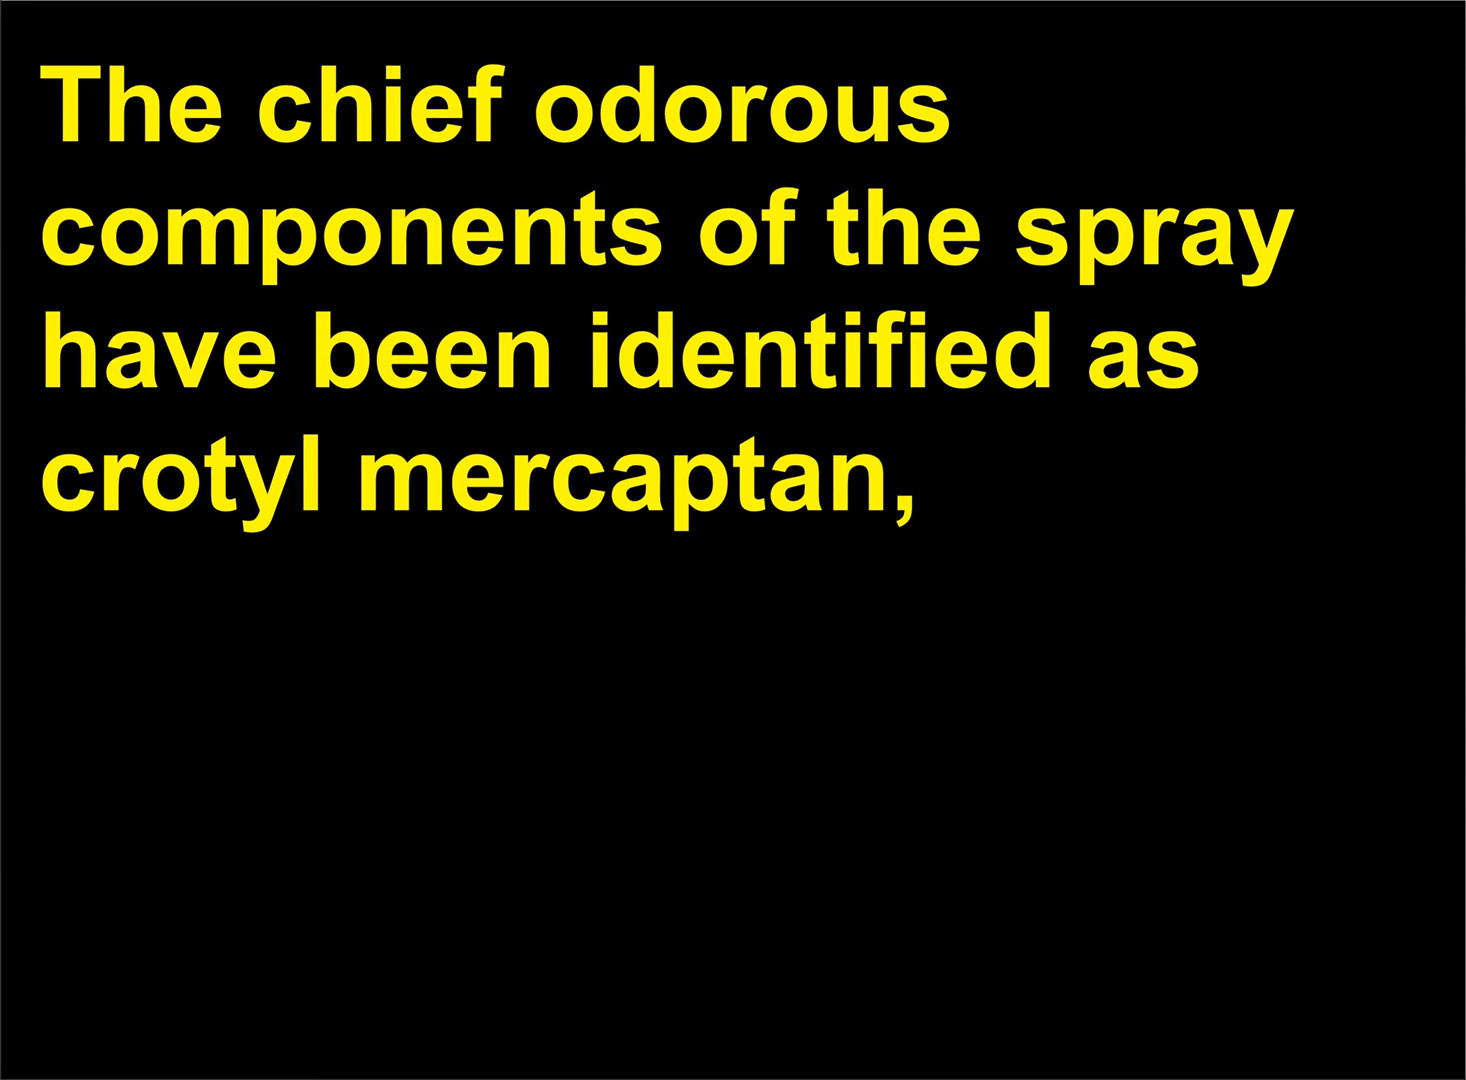 The chief odorous
components of the spray
have been identified as
crotyl mercaptan,